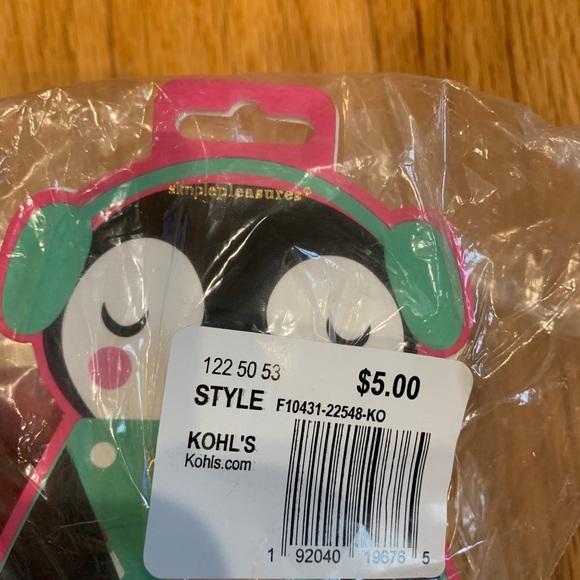 simplepleasures®
122 50 53
$5.00
STYLE F10431-22548-KO
KOHL'S
Kohls.com
1 92040 19676 5